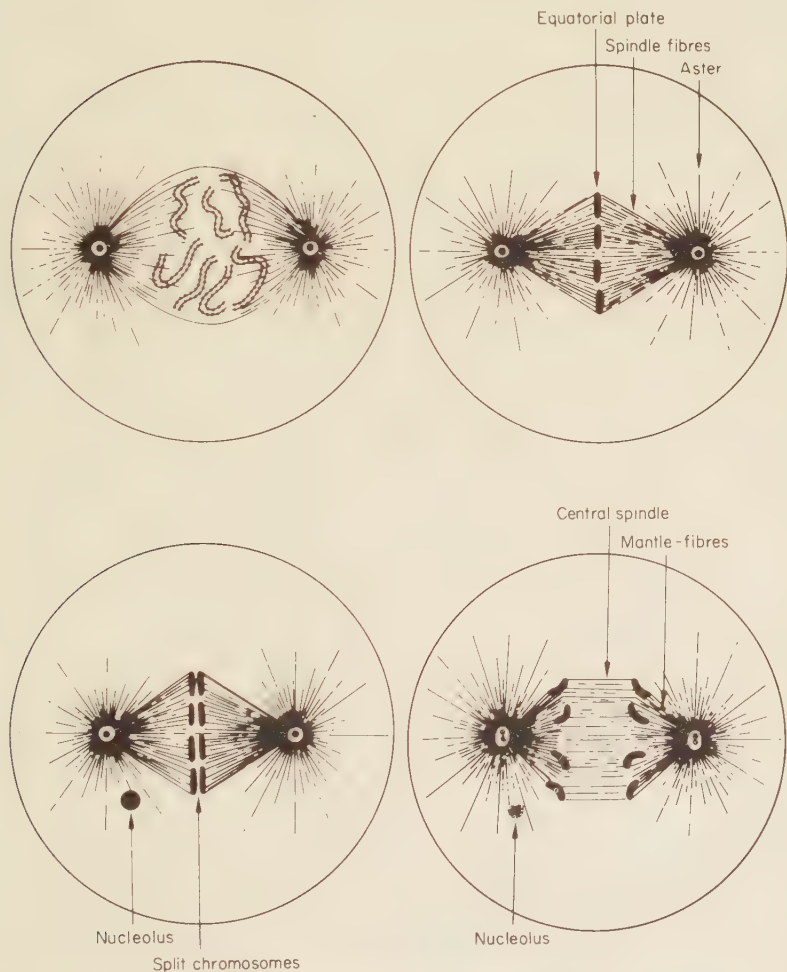 Equatorial plate
Spindle fibres
Aster
Central spindle
Mantle-fibres
Nucleolus
Split chromosomes
Nucleolus